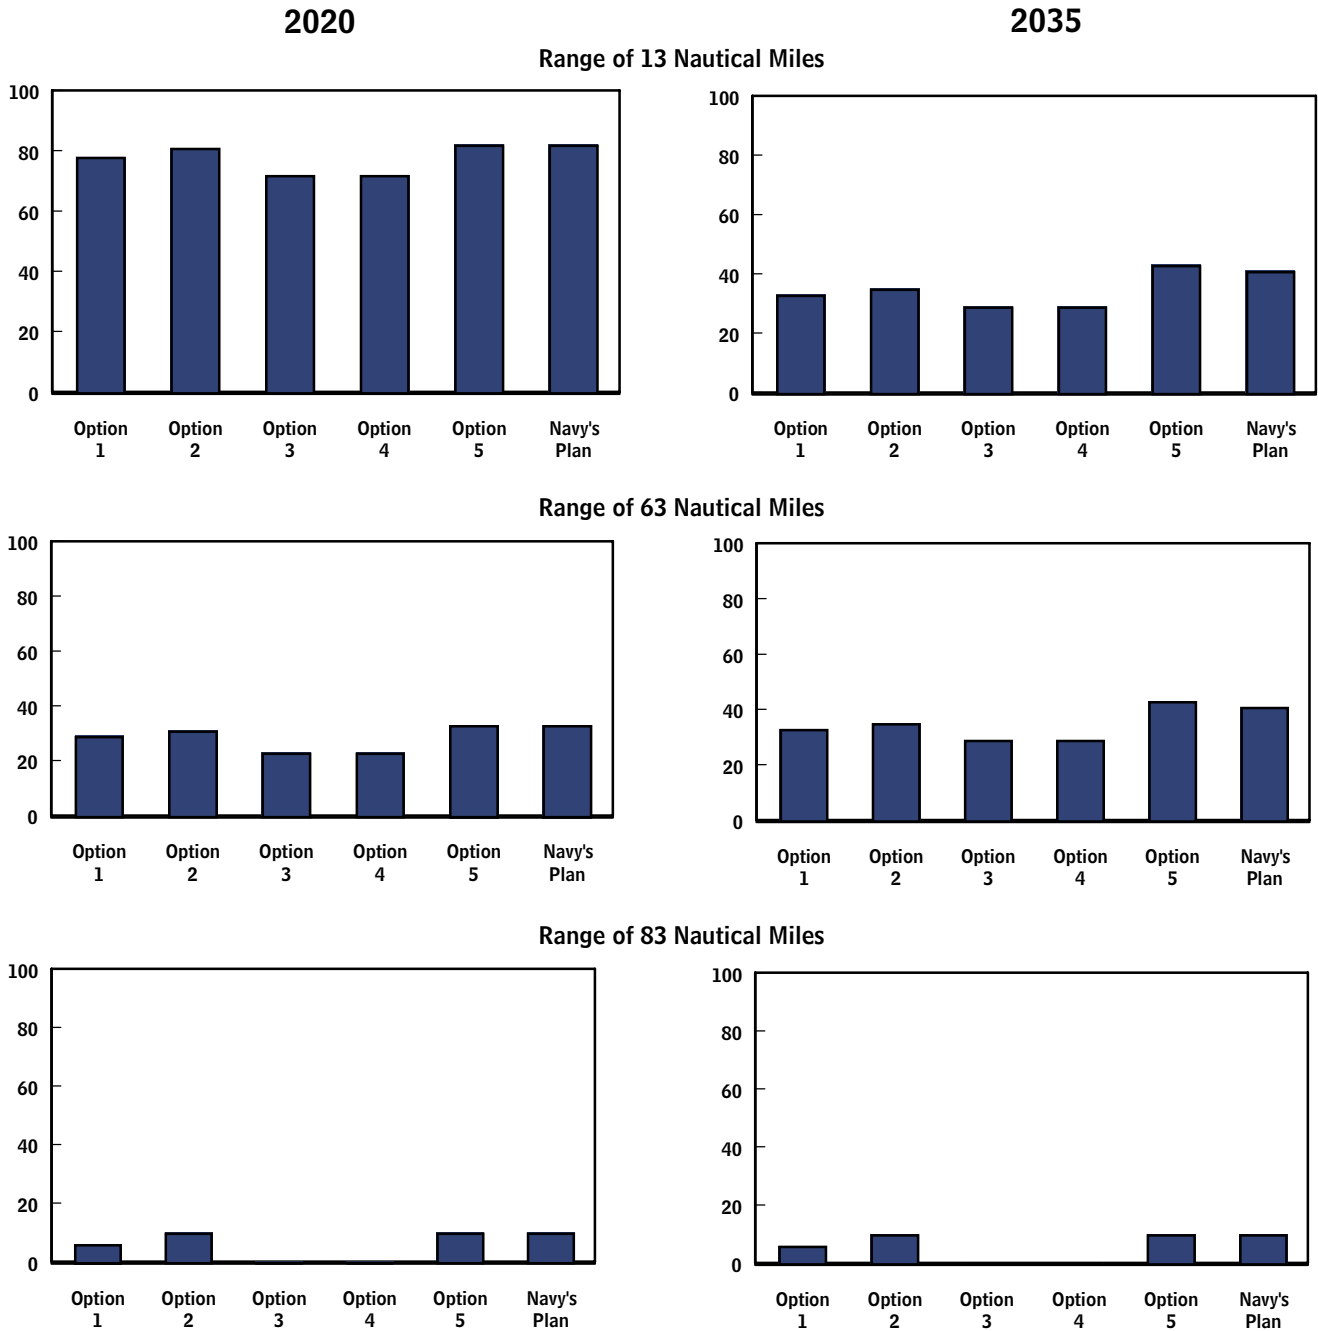 2020
2035
Range of 13 Nautical Miles
100
80
60
40
20
0
Option 1
Option 2
Option 3
Option 4
Option 5
Navy's Plan
100
80
60
40
20
0
Option 1
Option 2
Option 3
Option 4
Option 5
Navy's Plan
Range of 63 Nautical Miles
100
80
60
40
20
0
Option 1
Option 2
Option 3
Option 4
Option 5
Navy's Plan
100
80
60
40
20
0
Option 1
Option 2
Option 3
Option 4
Option 5
Navy's Plan
Range of 83 Nautical Miles
100
80
60
40
20
0
Option 1
Option 2
Option 3
Option 4
Option 5
Navy's Plan
100
80
60
40
20
0
Option 1
Option 2
Option 3
Option 4
Option 5
Navy's Plan